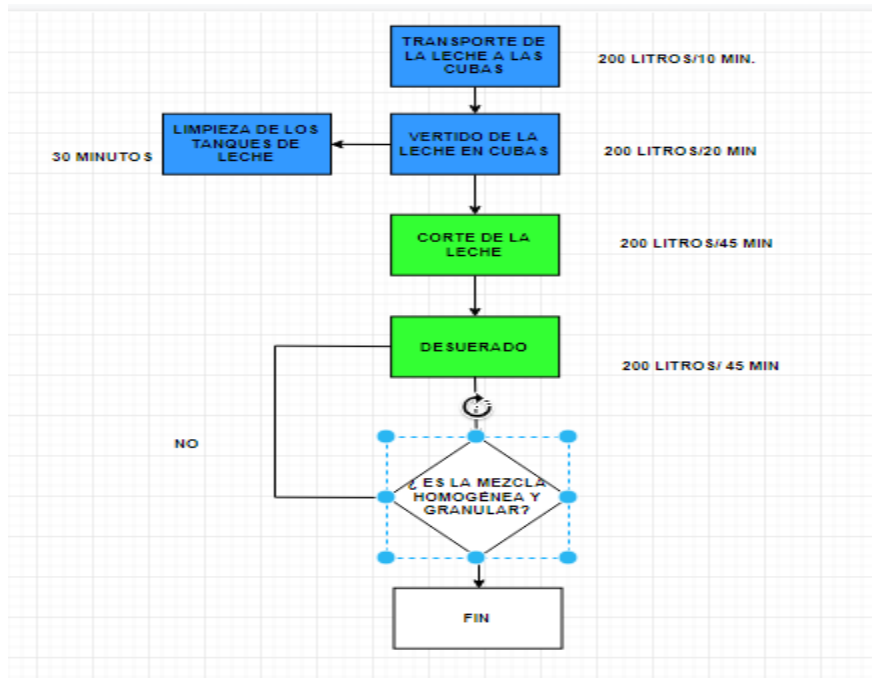 TRANSPORTE DE
LA LECHE A LAS
CUBAS
200 LITROS/10 MIN.
LIMPIEZA DE LOS
TANQUES DE
LECHE
30 MINUTOS
VERTIDO DE LA
LECHE EN CUBAS
200 LITROS/20 MIN
CORTE DE LA
LECHE
200 LITROS/45 MIN
DESUERADO
200 LITROS/ 45 MIN
NO
¿ ES LA MEZCLA
HOMOGÉNEA Y
GRANULAR?
FIN